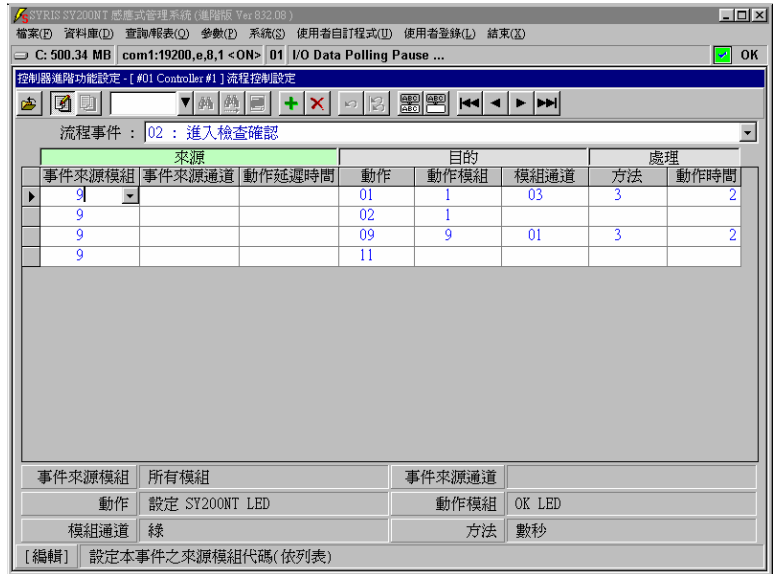 SYRIS SY200NT 感應式管理系統 (進階版 Ver 832.08 )
檔案(F) 資料庫(D) 查詢/報表(Q) 參數(P) 系統(S) 使用者自訂程式(U) 使用者登錄(L) 結束(X)
C: 500.34 MB com1:19200,e,8,1 <ON> 01 I/O Data Polling Pause ... OK
控制器進階功能設定 - [ #01 Controller #1 ] 流程控制設定
流程事件 : 02 : 進入檢查確認
來源 目的 處理
事件來源模組 事件來源通道 動作延遲時間 動作 動作模組 模組通道 方法 動作時間
9 01 1 03 3 2
9 02 1
9 09 9 01 3 2
9 11
事件來源模組 所有模組 事件來源通道
動作 設定 SY200NT LED 動作模組 OK LED
模組通道 綠 方法 數秒
[編輯] 設定本事件之來源模組代碼(依列表)